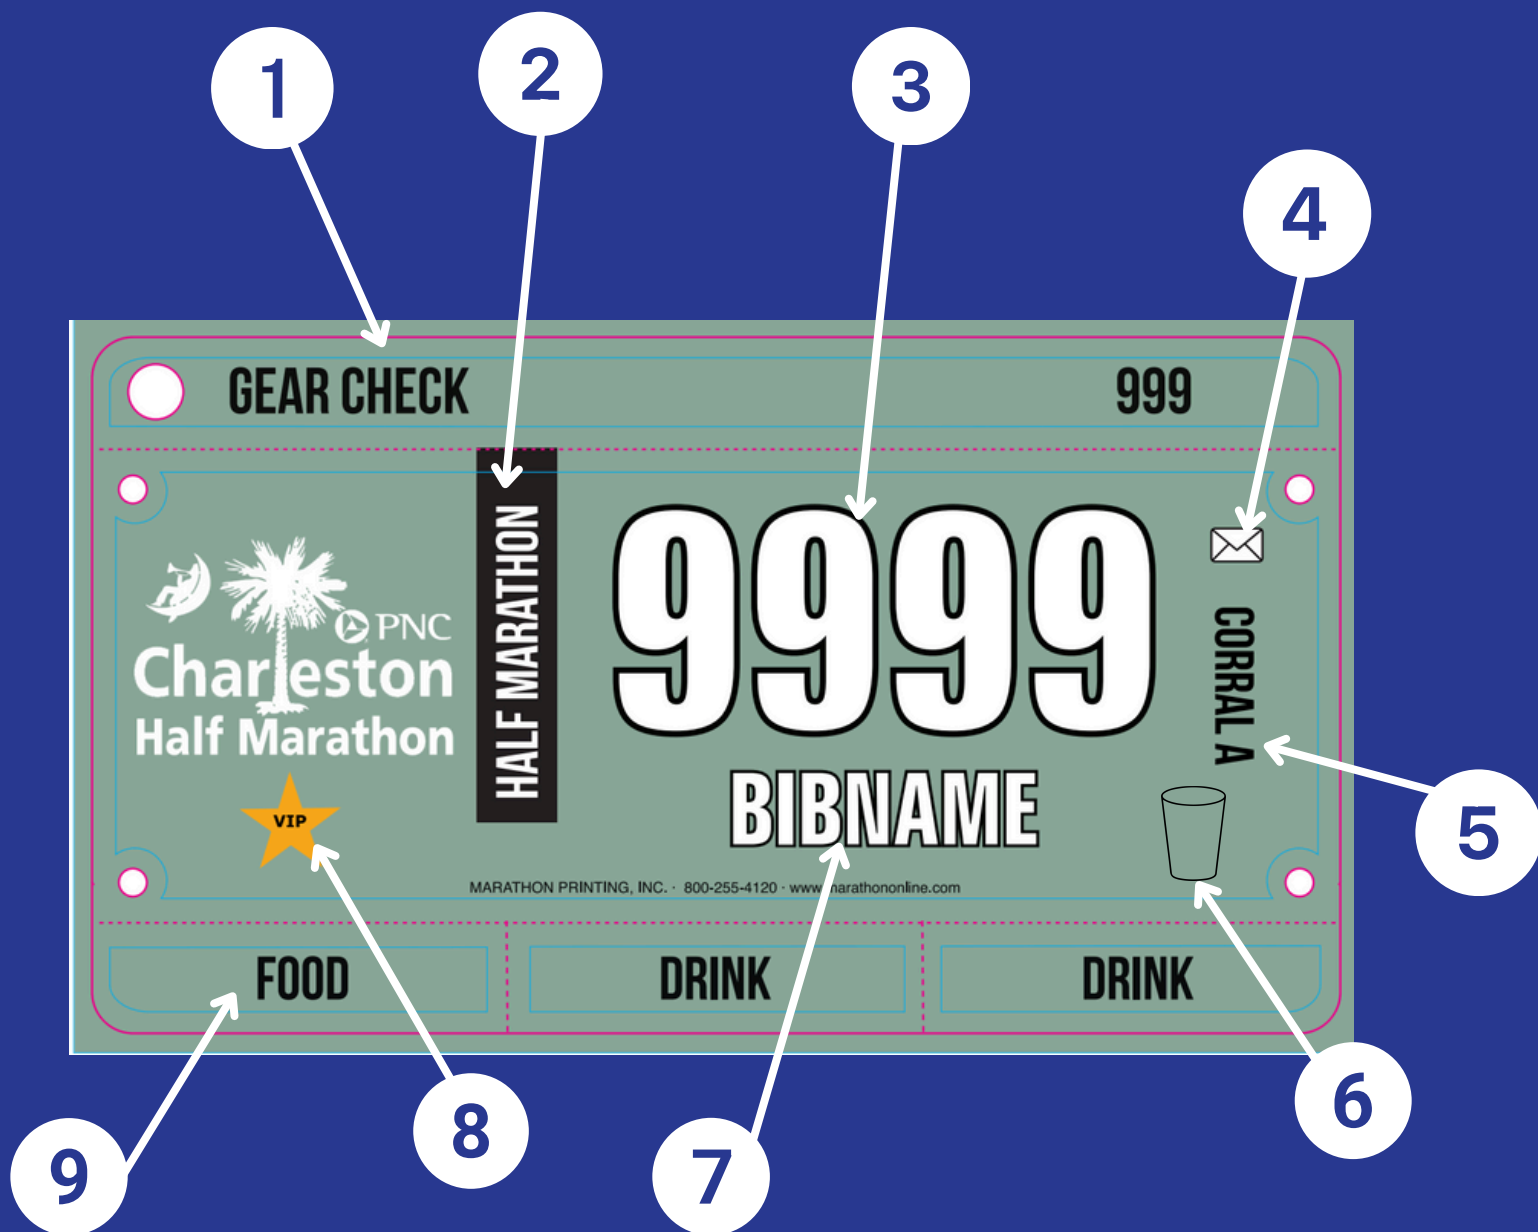 1
2
3
4
GEAR CHECK 999
HALF MARATHON
9999
CORRAL A
PNC
Charleston
Half Marathon
VIP
BIBNAME
5
MARATHON PRINTING, INC. · 800-255-4120 · www.marathononline.com
FOOD DRINK DRINK
6
7
8
9